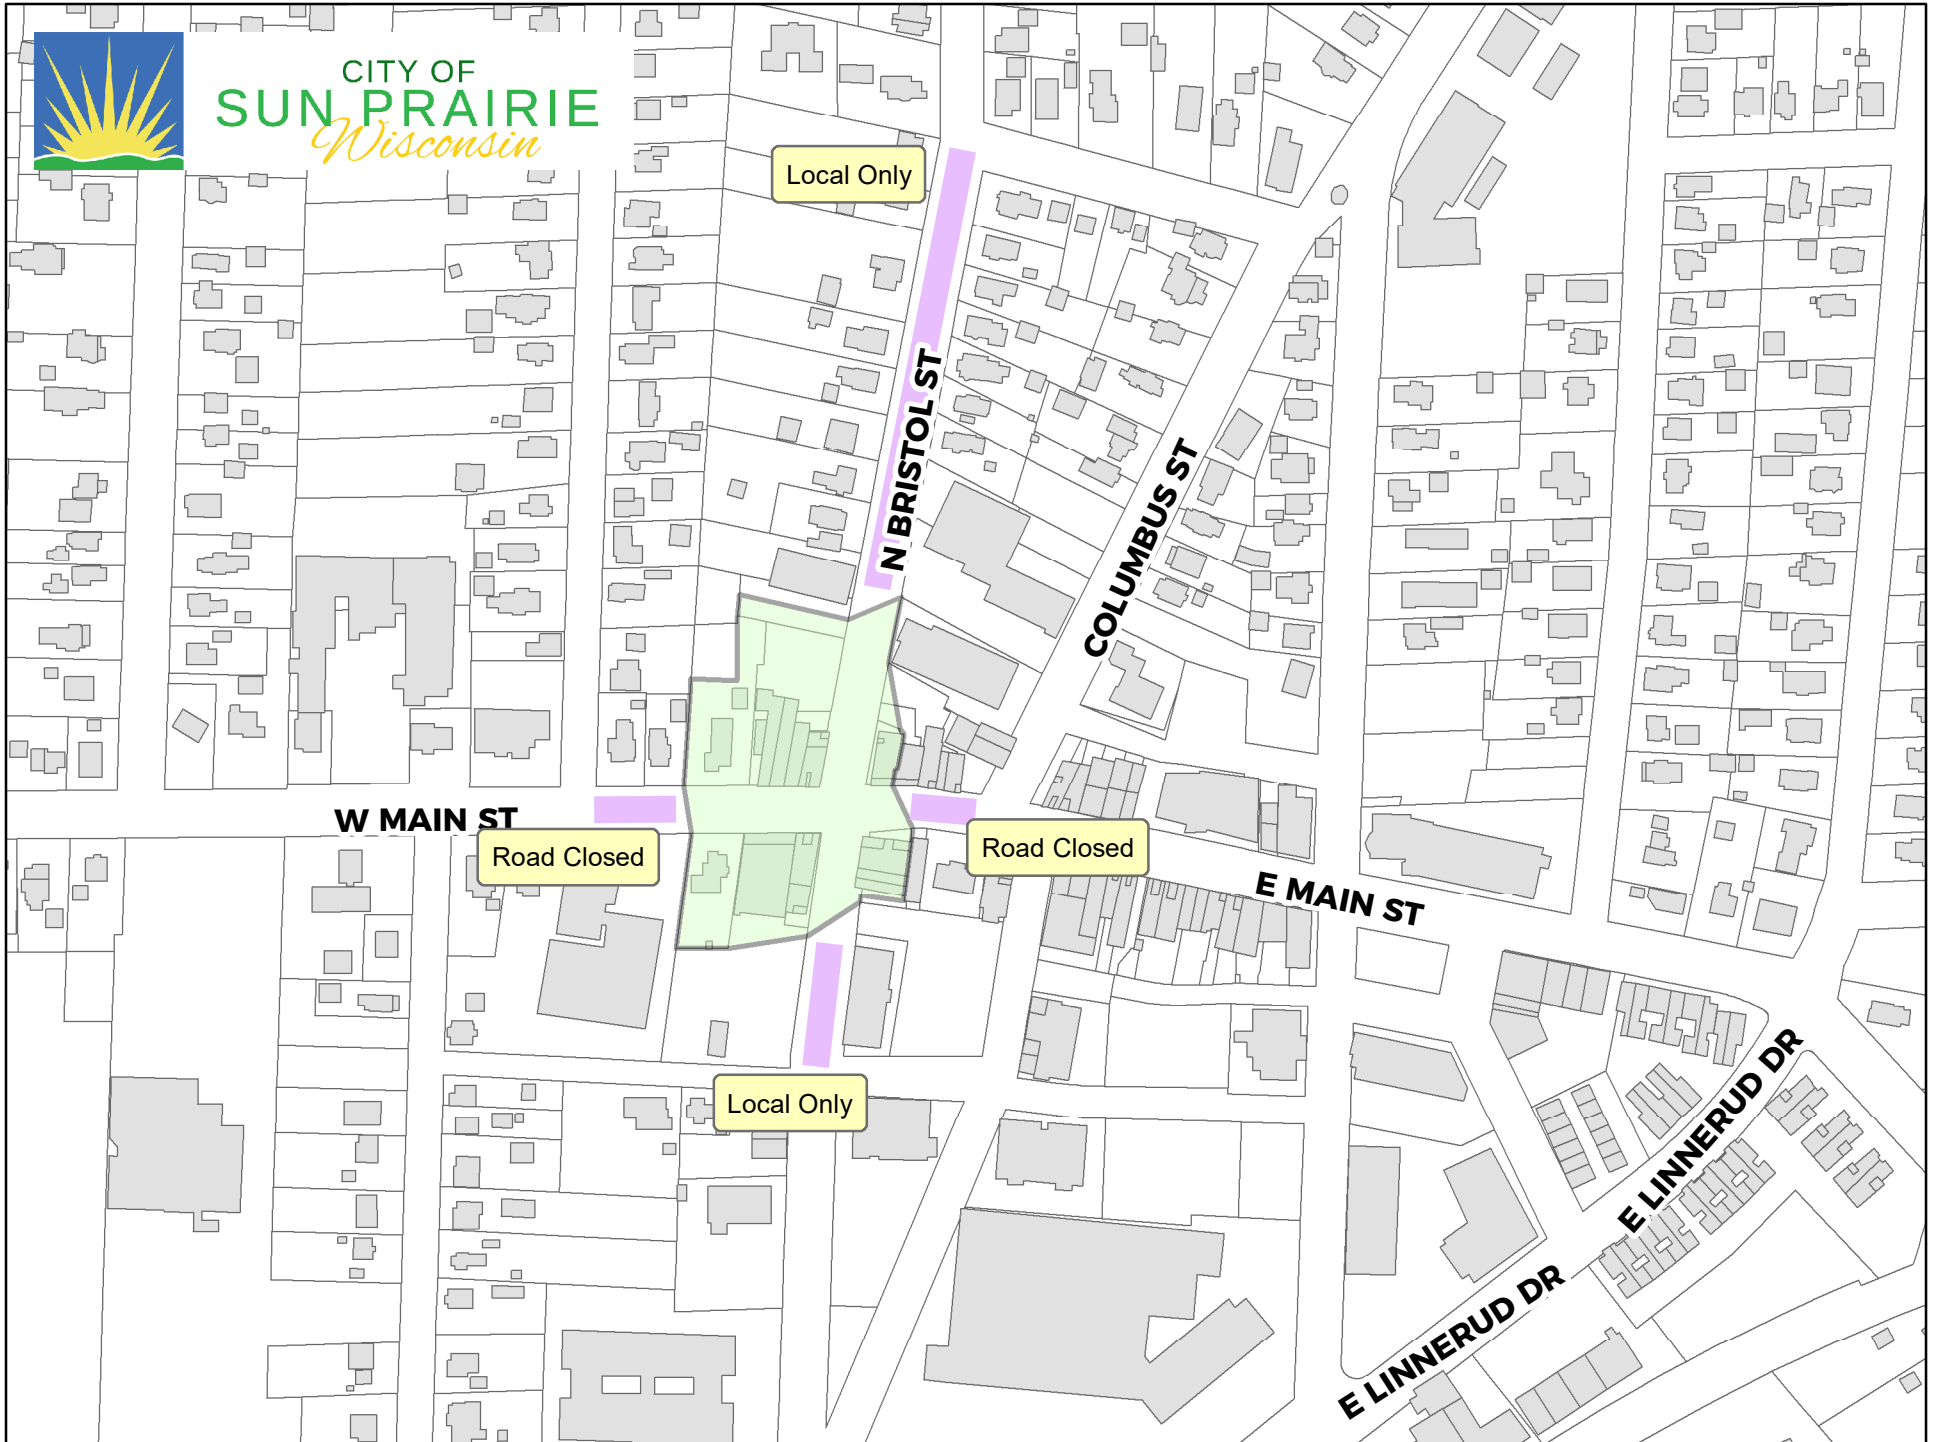 CITY OF
SUN PRAIRIE
Wisconsin
Local Only
N BRISTOL ST
COLUMBUS ST
W MAIN ST
Road Closed
Road Closed
E MAIN ST
Local Only
E LINNERUD DR
E LINNERUD DR